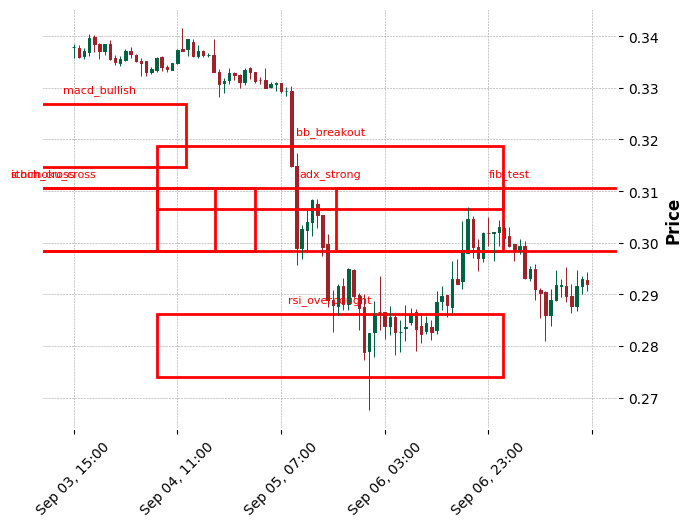 0.34
0.33
macd_bullish
0.32
bb_breakout
ichimoku_cross
adx_strong
fib_test
0.31
0.30
Price
0.29
rsi_overbought
0.28
0.27
Sep 03, 15:00
Sep 04, 11:00
Sep 05, 07:00
Sep 06, 03:00
Sep 06, 23:00